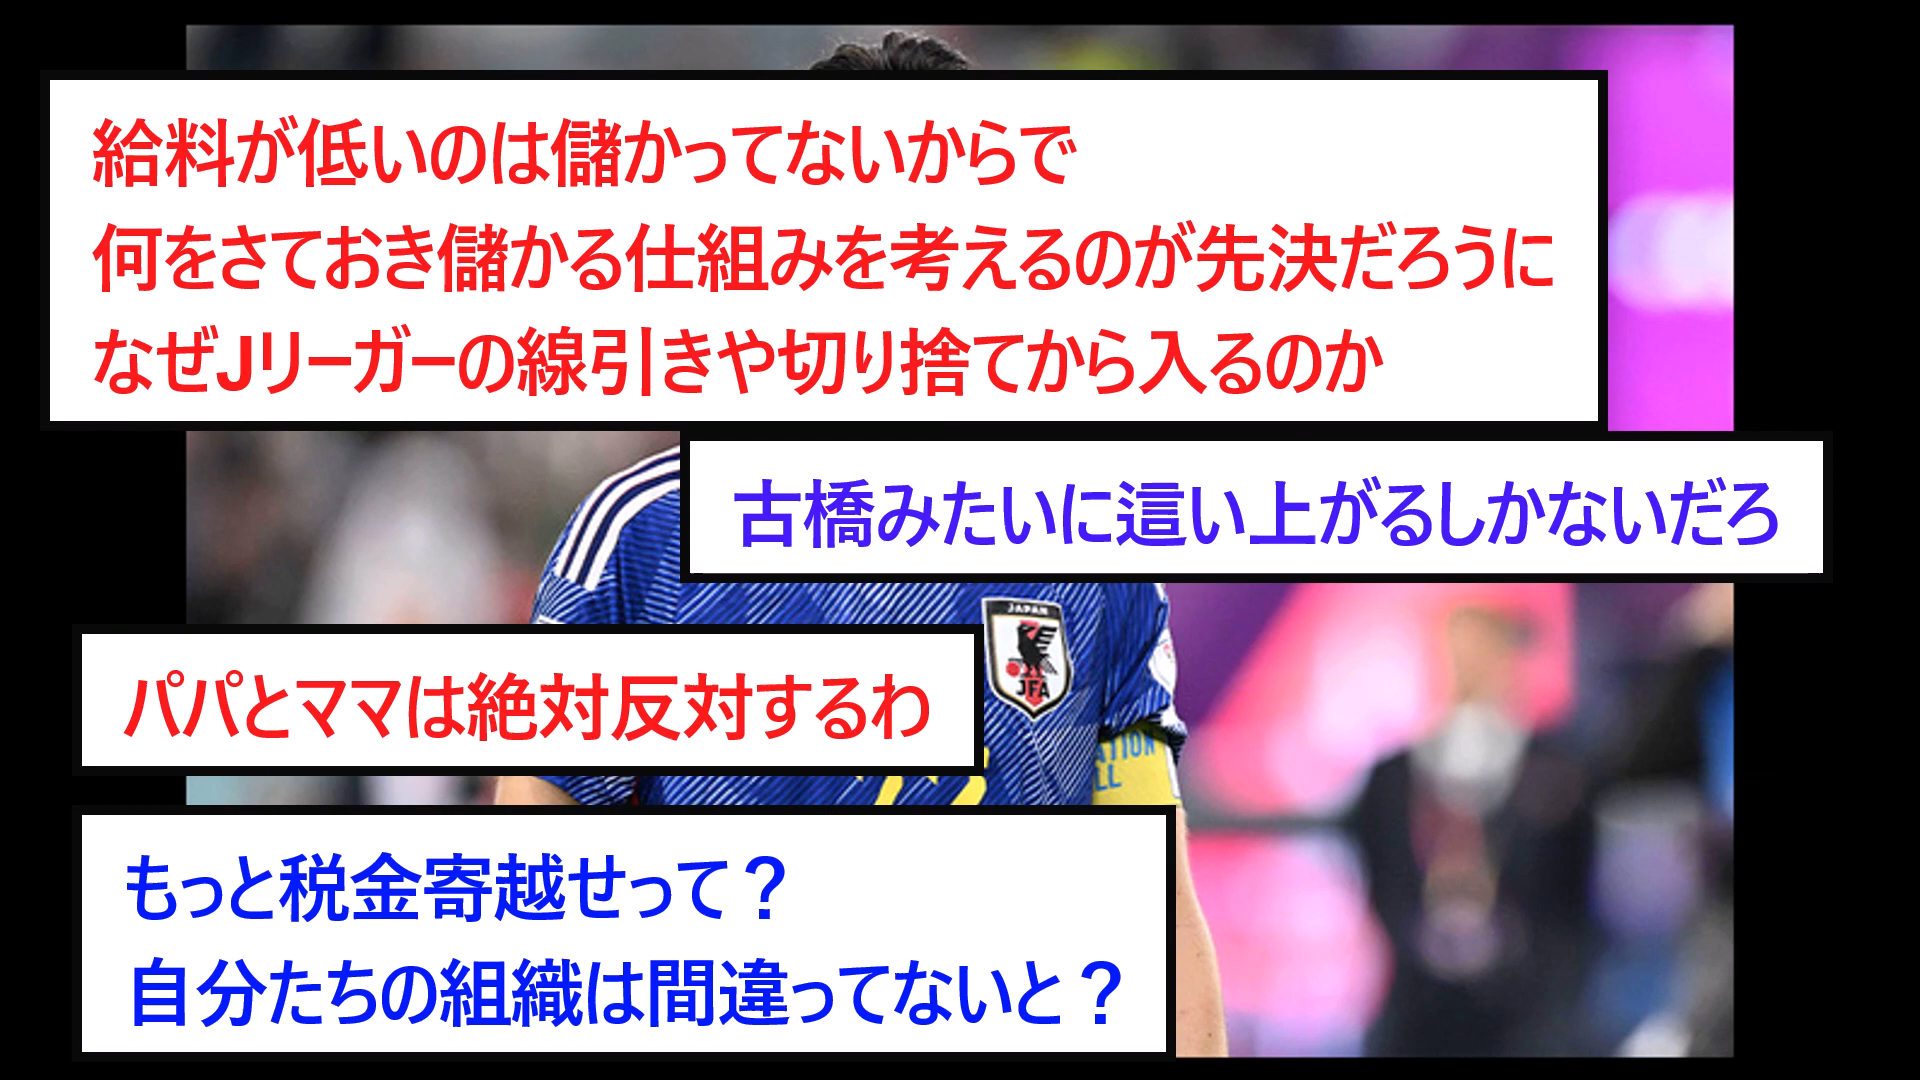 給料が低いのは儲かってないからで
何をさておき儲かる仕組みを考えるのが先決だろうに
なぜJリーガーの線引きや切り捨てから入るのか
古橋みたいに這い上がるしかないだろ
パパとママは絶対反対するわ
JAPAN
JFA
ATION
LL
もっと税金寄越せって？
自分たちの組織は間違ってないと？